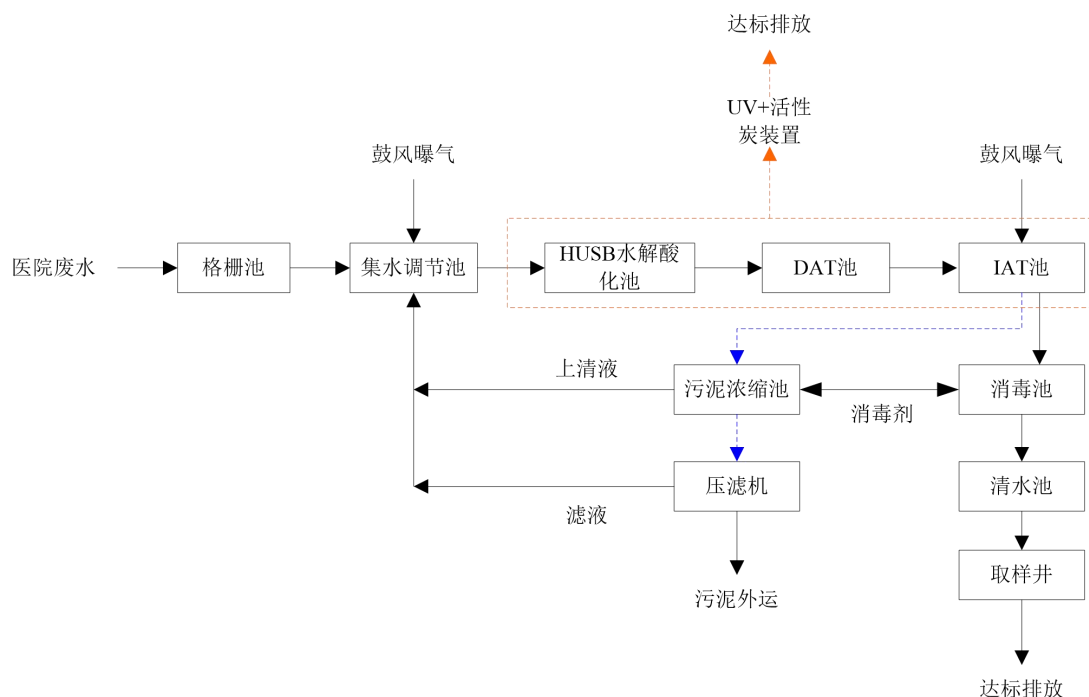 达标排放
UV+活性
炭装置
鼓风曝气
鼓风曝气
医院废水
格栅池
集水调节池
HUSB水解酸
化池
DAT池
IAT池
上清液
污泥浓缩池
消毒剂
消毒池
滤液
压滤机
清水池
污泥外运
取样井
达标排放